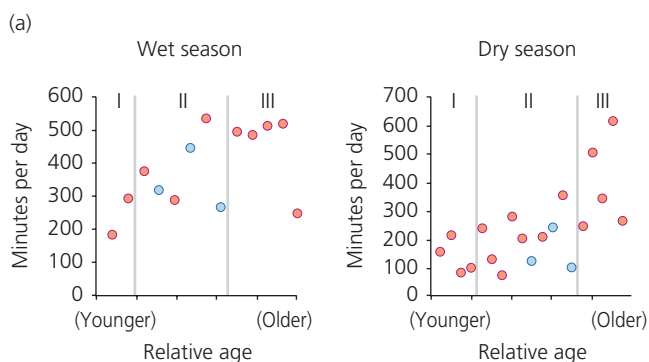 (a)
Wet season
I II III
600
500
400
300
200
100
0
Minutes per day
(Younger) (Older)
Relative age
Dry season
I II III
700
600
500
400
300
200
100
0
Minutes per day
(Younger) (Older)
Relative age